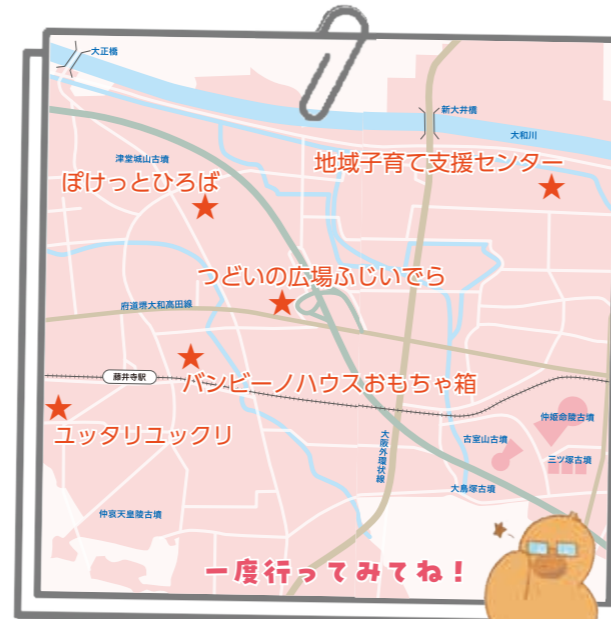 大正橋
新大井橋
大和川
津堂城山古墳
地域子育て支援センター
ぽけっとひろば
つどいの広場ふじいでら
府道堺大和高田線
バンビーノハウスおもちゃ箱
藤井寺駅
ユッタリユックリ
大阪外環状線
仲姫命陵古墳
古室山古墳
三ツ塚古墳
大鳥塚古墳
仲哀天皇陵古墳
一度行ってみてね！